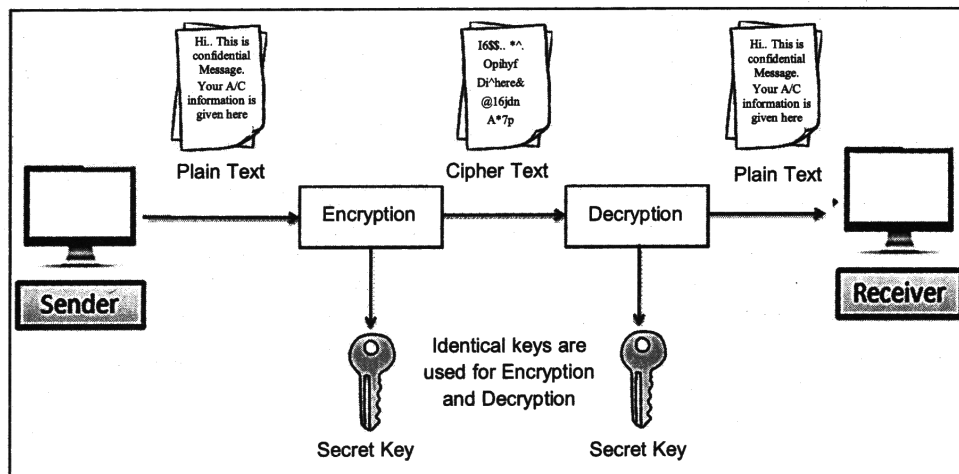 Hi.. This is
confidential
Message.
Your A/C
information is
given here
I6$$.. *^.
Opihyf
Di^here&
@16jdn
A*7p
Hi.. This is
confidential
Message.
Your A/C
information is
given here
Plain Text
Cipher Text
Plain Text
Encryption
Decryption
Sender
Receiver
Identical keys are
used for Encryption
and Decryption
Secret Key
Secret Key